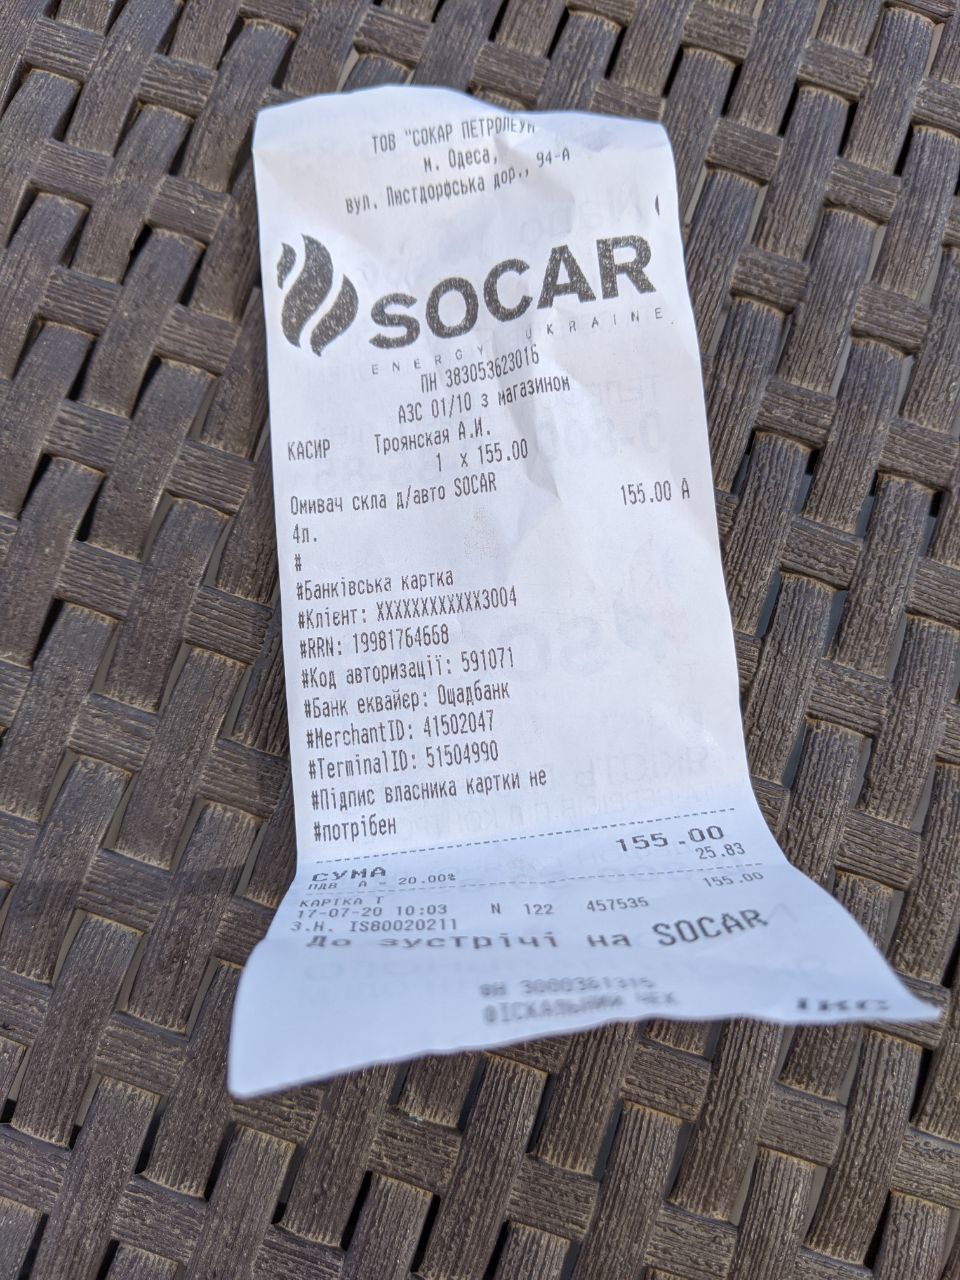 ТОВ "СОКАР ПЕТРОЛЕУМ"
м. Одеса,
вул. Люстдорфська дор., 94-А
SOCAR
ENERGY UKRAINE
ПН 383053623016
АЗС 01/10 з магазином
КАСИР Троянская А.И.
1 х 155.00
Омивач скла д/авто SOCAR 155.00 А
4л.
#
#Банківська картка
#Клієнт: XXXXXXXXXXXX3004
#RRN: 19981764668
#Код авторизації: 591071
#Банк еквайєр: Ощадбанк
#MerchantID: 41502047
#TerminalID: 51504990
#Підпис власника картки не
#потрібен
СУМА 155.00
ПДВ А = 20.00% 25.83
КАРТКА Т 155.00
17-07-20 10:03 N 122 457535
З.Н. IS80020211
До зустрічі на SOCAR
ФН 3000361315
ФІСКАЛЬНИЙ ЧЕК